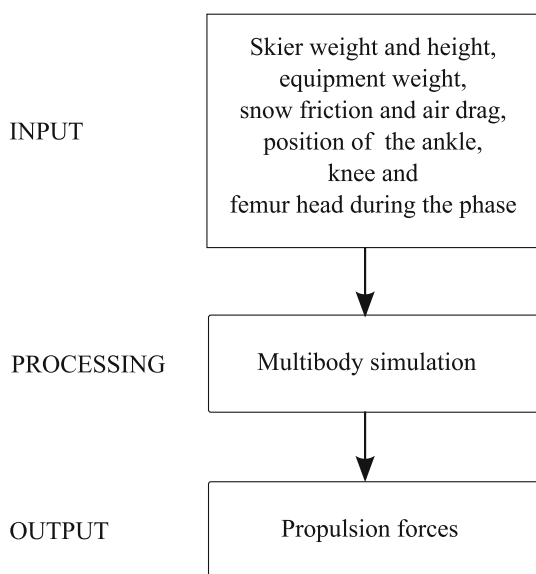 INPUT
Skier weight and height,
equipment weight,
snow friction and air drag,
position of the ankle,
knee and
femur head during the phase
PROCESSING
Multibody simulation
OUTPUT
Propulsion forces